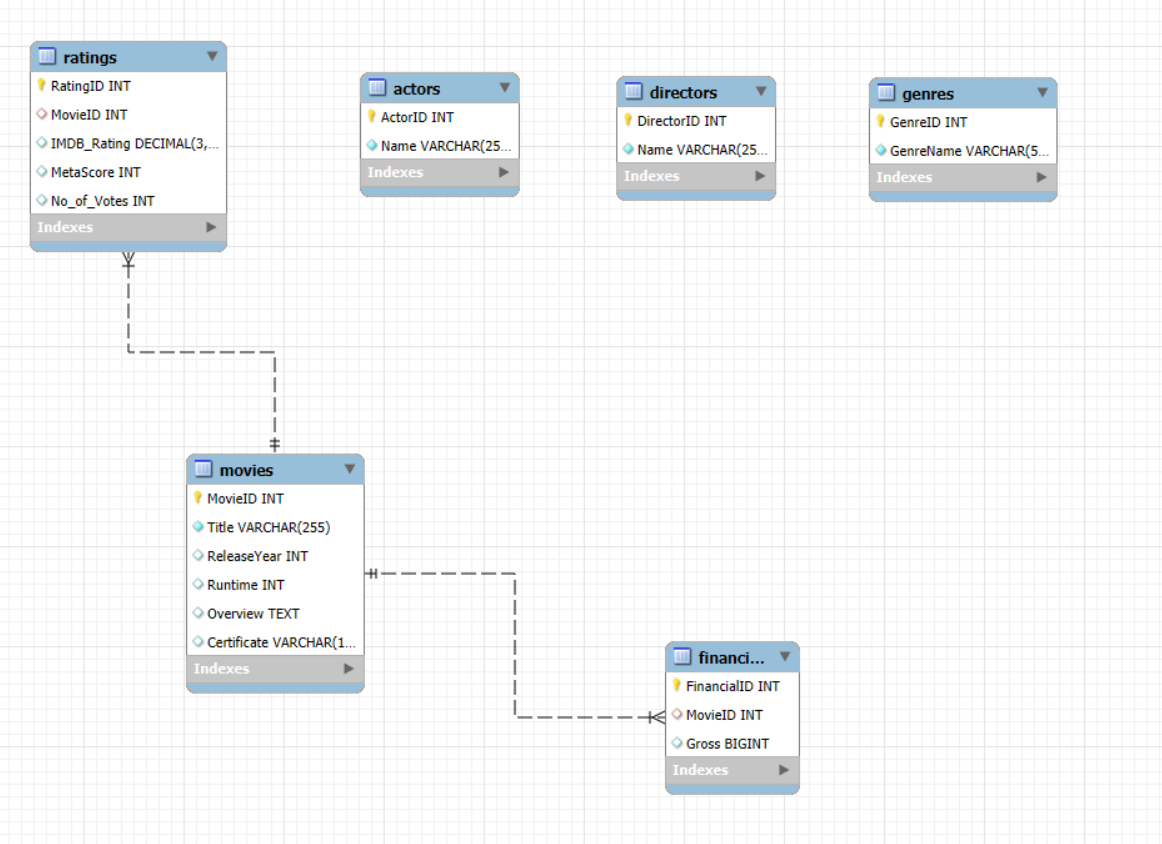 ratings
RatingID INT
MovieID INT
IMDB_Rating DECIMAL(3,...
MetaScore INT
No_of_Votes INT
Indexes
actors
ActorID INT
Name VARCHAR(25...
Indexes
directors
DirectorID INT
Name VARCHAR(25...
Indexes
genres
GenreID INT
GenreName VARCHAR(5...
Indexes
movies
MovieID INT
Title VARCHAR(255)
ReleaseYear INT
Runtime INT
Overview TEXT
Certificate VARCHAR(1...
Indexes
financi...
FinancialID INT
MovieID INT
Gross BIGINT
Indexes